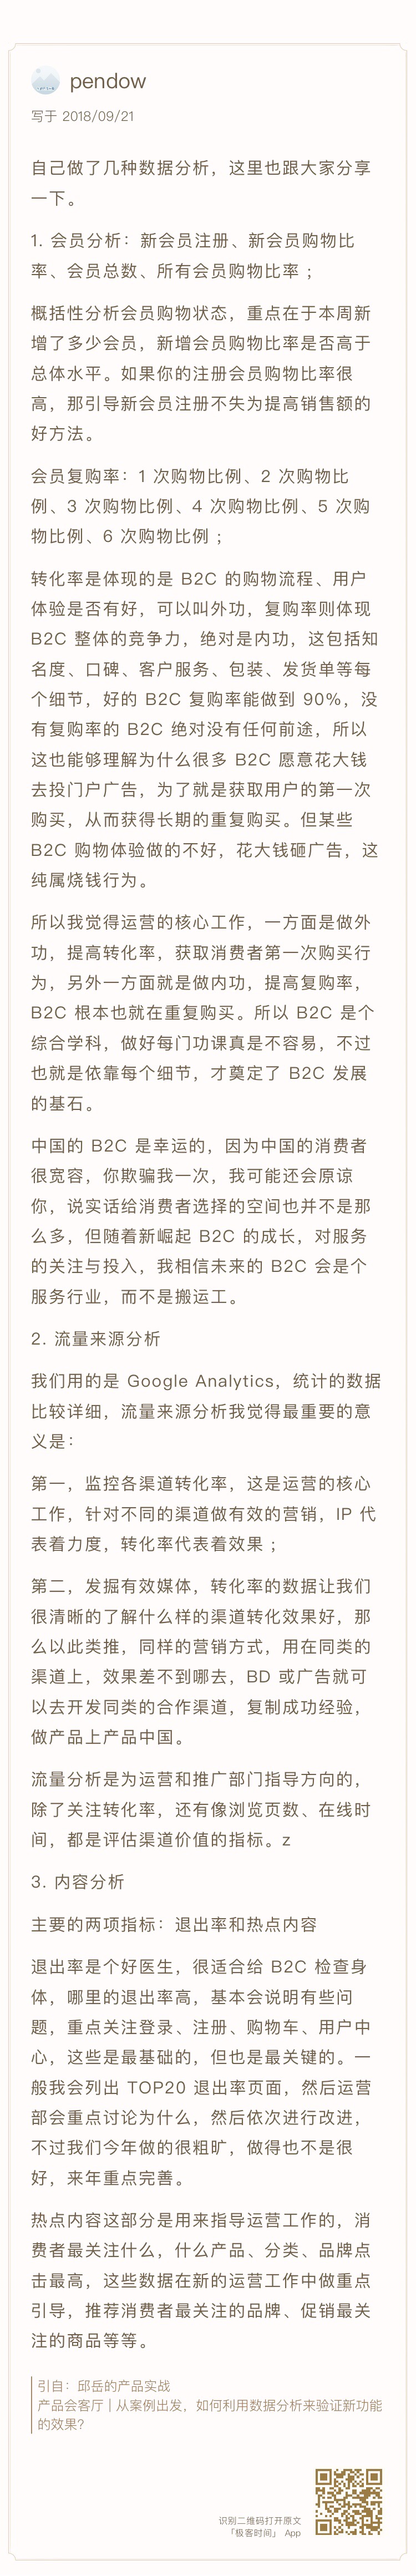 pendow
写于 2018/09/21
自己做了几种数据分析，这里也跟大家分享
一下。
1. 会员分析：新会员注册、新会员购物比
率、会员总数、所有会员购物比率；
概括性分析会员购物状态，重点在于本周新
增了多少会员，新增会员购物比率是否高于
总体水平。如果你的注册会员购物比率很
高，那引导新会员注册不失为提高销售额的
好方法。
会员复购率：1 次购物比例、2 次购物比
例、3 次购物比例、4 次购物比例、5 次购
物比例、6 次购物比例；
转化率是体现的是 B2C 的购物流程、用户
体验是否有好，可以叫外功，复购率则体现
B2C 整体的竞争力，绝对是内功，这包括知
名度、口碑、客户服务、包装、发货单等每
个细节，好的 B2C 复购率能做到 90%，没
有复购率的 B2C 绝对没有任何前途，所以
这也能够理解为什么很多 B2C 愿意花大钱
去投门户广告，为了就是获取用户的第一次
购买，从而获得长期的重复购买。但某些
B2C 购物体验做的不好，花大钱砸广告，这
纯属烧钱行为。
所以我觉得运营的核心工作，一方面是做外
功，提高转化率，获取消费者第一次购买行
为，另外一方面就是做内功，提高复购率，
B2C 根本也就在重复购买。所以 B2C 是个
综合学科，做好每门功课真是不容易，不过
也就是依靠每个细节，才奠定了 B2C 发展
的基石。
中国的 B2C 是幸运的，因为中国的消费者
很宽容，你欺骗我一次，我可能还会原谅
你，说实话给消费者选择的空间也并不是那
么多，但随着新崛起 B2C 的成长，对服务
的关注与投入，我相信未来的 B2C 会是个
服务行业，而不是搬运工。
2. 流量来源分析
我们用的是 Google Analytics，统计的数据
比较详细，流量来源分析我觉得最重要的意
义是：
第一，监控各渠道转化率，这是运营的核心
工作，针对不同的渠道做有效的营销，IP 代
表着力度，转化率代表着效果；
第二，发掘有效媒体，转化率的数据让我们
很清晰的了解什么样的渠道转化效果好，那
么以此类推，同样的营销方式，用在同类的
渠道上，效果差不到哪去，BD 或广告就可
以去开发同类的合作渠道，复制成功经验，
做产品上产品中国。
流量分析是为运营和推广部门指导方向的，
除了关注转化率，还有像浏览页数、在线时
间，都是评估渠道价值的指标。z
3. 内容分析
主要的两项指标：退出率和热点内容
退出率是个好医生，很适合给 B2C 检查身
体，哪里的退出率高，基本会说明有些问
题，重点关注登录、注册、购物车、用户中
心，这些是最基础的，但也是最关键的。一
般我会列出 TOP20 退出率页面，然后运营
部会重点讨论为什么，然后依次进行改进，
不过我们今年做的很粗旷，做得也不是很
好，来年重点完善。
热点内容这部分是用来指导运营工作的，消
费者最关注什么，什么产品、分类、品牌点
击最高，这些数据在新的运营工作中做重点
引导，推荐消费者最关注的品牌、促销最关
注的商品等等。
引自：邱岳的产品实战
产品会客厅 | 从案例出发，如何利用数据分析来验证新功能
的效果?
识别二维码打开原文
「极客时间」 App